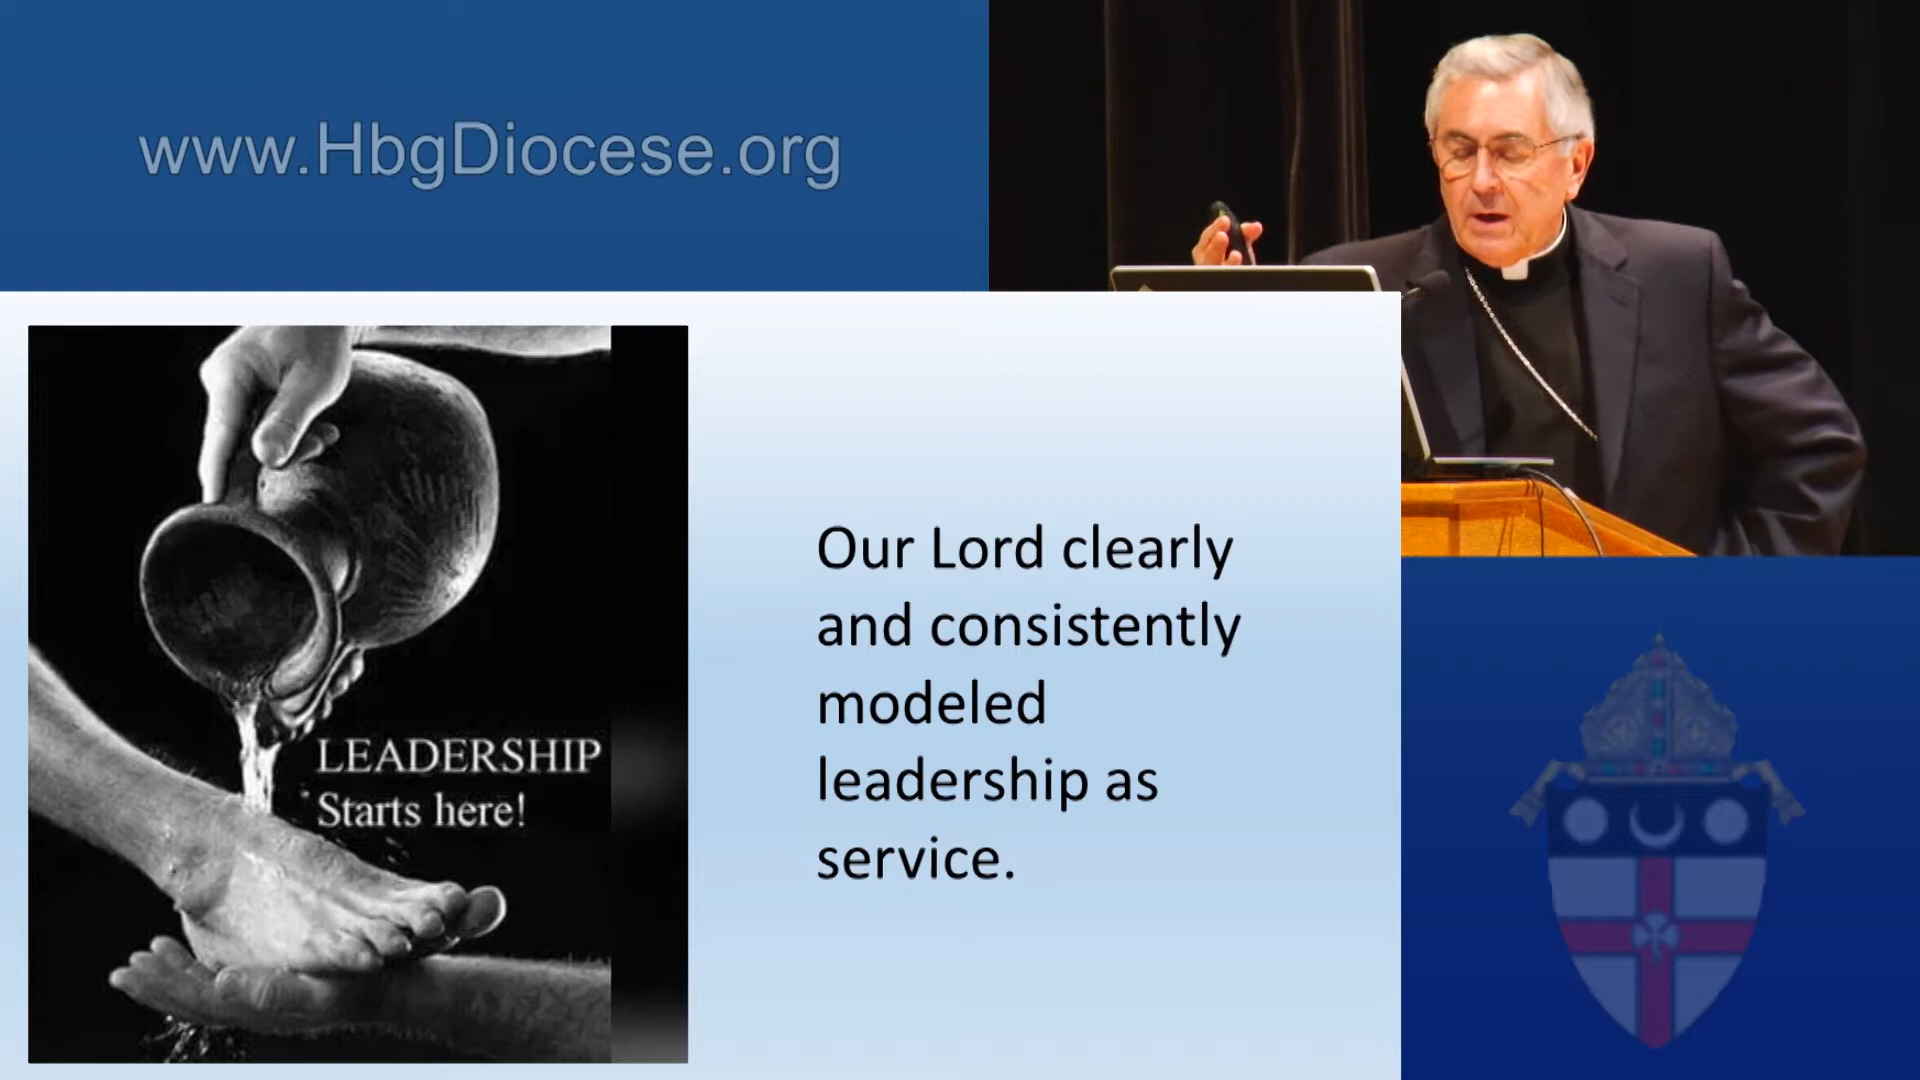 www.HbgDiocese.org
LEADERSHIP
Starts here!
Our Lord clearly
and consistently
modeled
leadership as
service.